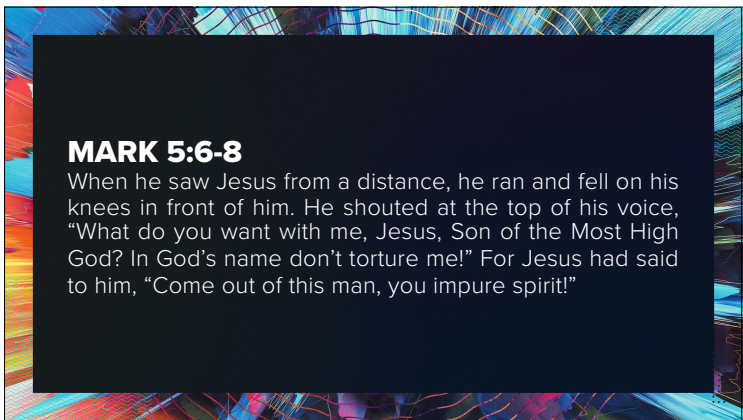 MARK 5:6-8
When he saw Jesus from a distance, he ran and fell on his
knees in front of him. He shouted at the top of his voice,
“What do you want with me, Jesus, Son of the Most High
God? In God’s name don’t torture me!” For Jesus had said
to him, “Come out of this man, you impure spirit!”